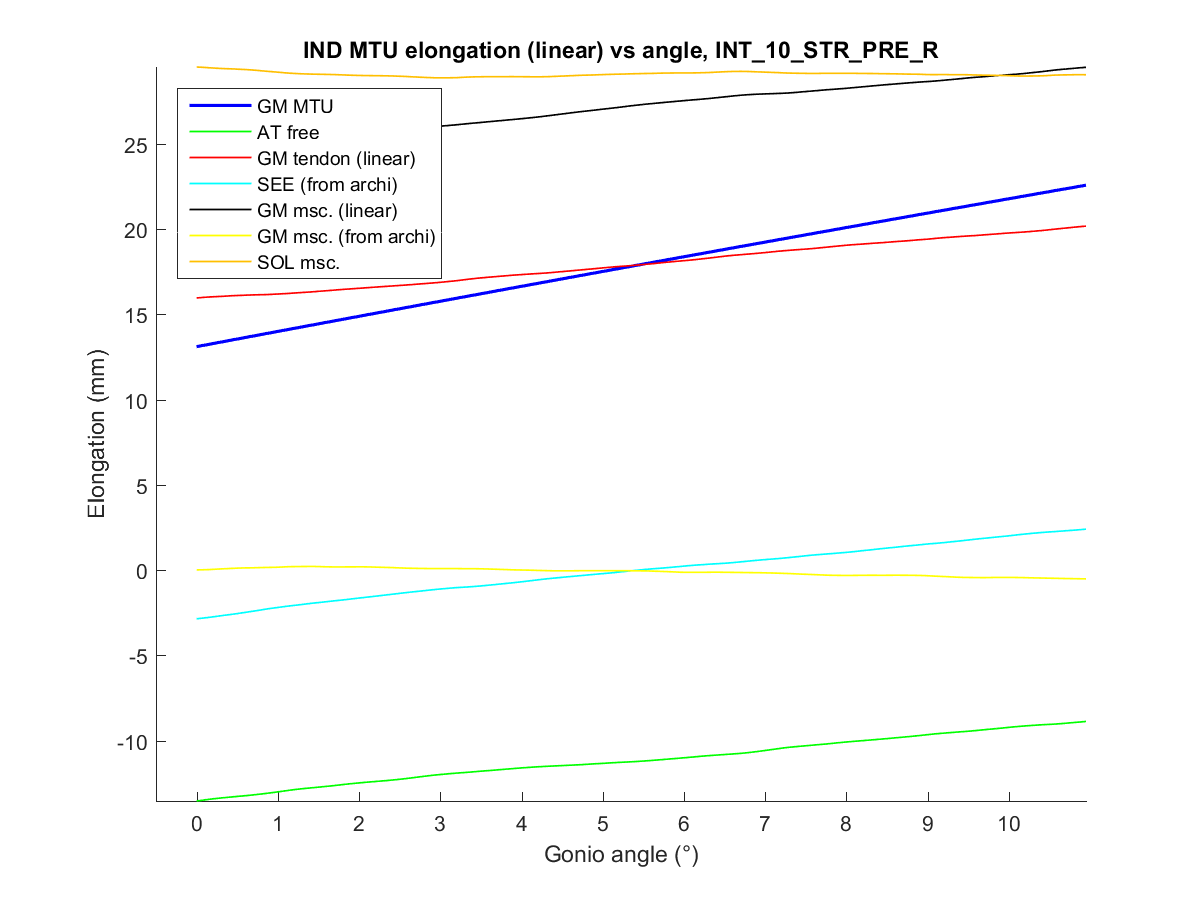 IND MTU elongation (linear) vs angle, INT_10_STR_PRE_R
GM MTU
AT free
GM tendon (linear)
SEE (from archi)
GM msc. (linear)
GM msc. (from archi)
SOL msc.
25
20
15
10
5
0
-5
-10
Elongation (mm)
0 1 2 3 4 5 6 7 8 9 10
Gonio angle (°)